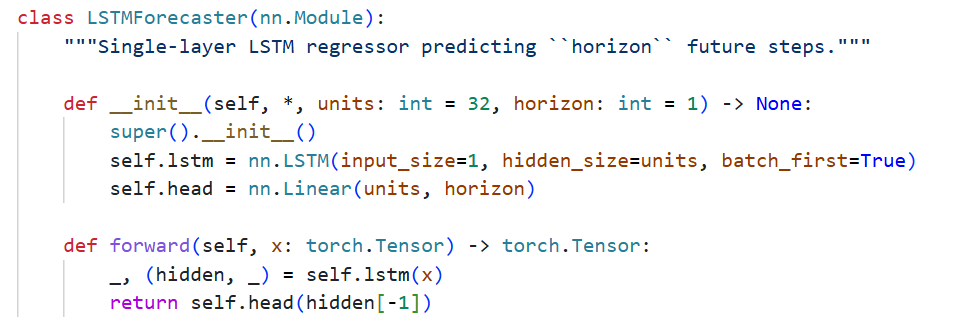 class LSTMForecaster(nn.Module):
    """Single-layer LSTM regressor predicting ``horizon`` future steps."""

    def __init__(self, *, units: int = 32, horizon: int = 1) -> None:
        super().__init__()
        self.lstm = nn.LSTM(input_size=1, hidden_size=units, batch_first=True)
        self.head = nn.Linear(units, horizon)

    def forward(self, x: torch.Tensor) -> torch.Tensor:
        _, (hidden, _) = self.lstm(x)
        return self.head(hidden[-1])